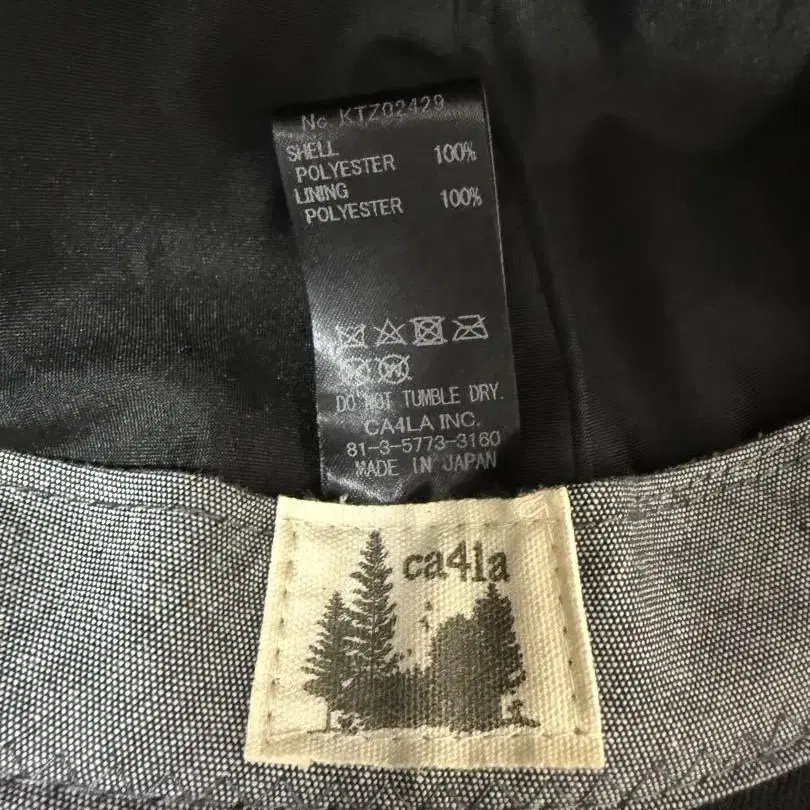 No KTZ02429
SHELL
POLYESTER 100%
LINING
POLYESTER 100%
DO NOT TUMBLE DRY.
CA4LA INC.
81-3-5773-3160
MADE IN JAPAN
ca4la